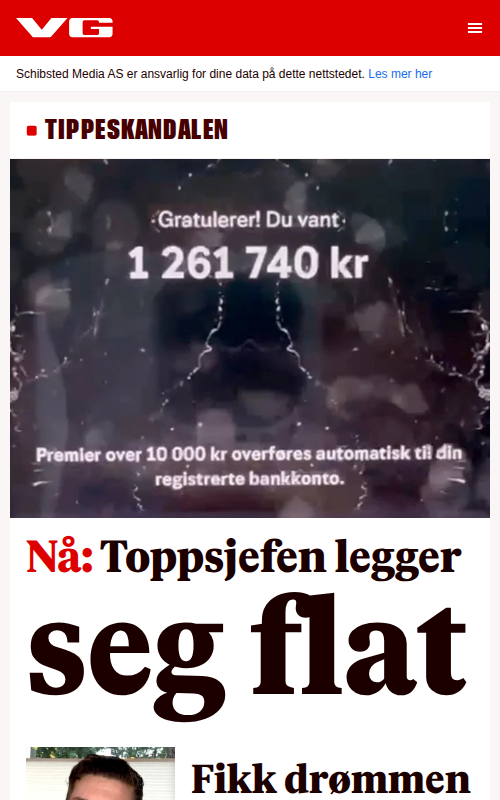 VG
Schibsted Media AS er ansvarlig for dine data på dette nettstedet. Les mer her
TIPPESKANDALEN
Gratulerer! Du vant
1 261 740 kr
Premier over 10 000 kr overføres automatisk til din
registrerte bankkonto.
Nå: Toppsjefen legger
seg flat
Fikk drømmen